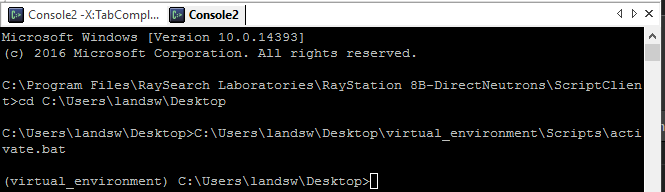 Console2 -X:TabCompl...
Console2
Microsoft Windows [Version 10.0.14393]
(c) 2016 Microsoft Corporation. All rights reserved.
C:\Program Files\RaySearch Laboratories\RayStation 8B-DirectNeutrons\ScriptClien
t>cd C:\Users\landsw\Desktop
C:\Users\landsw\Desktop>C:\Users\landsw\Desktop\virtual_environment\Scripts\acti
vate.bat
(virtual_environment) C:\Users\landsw\Desktop>